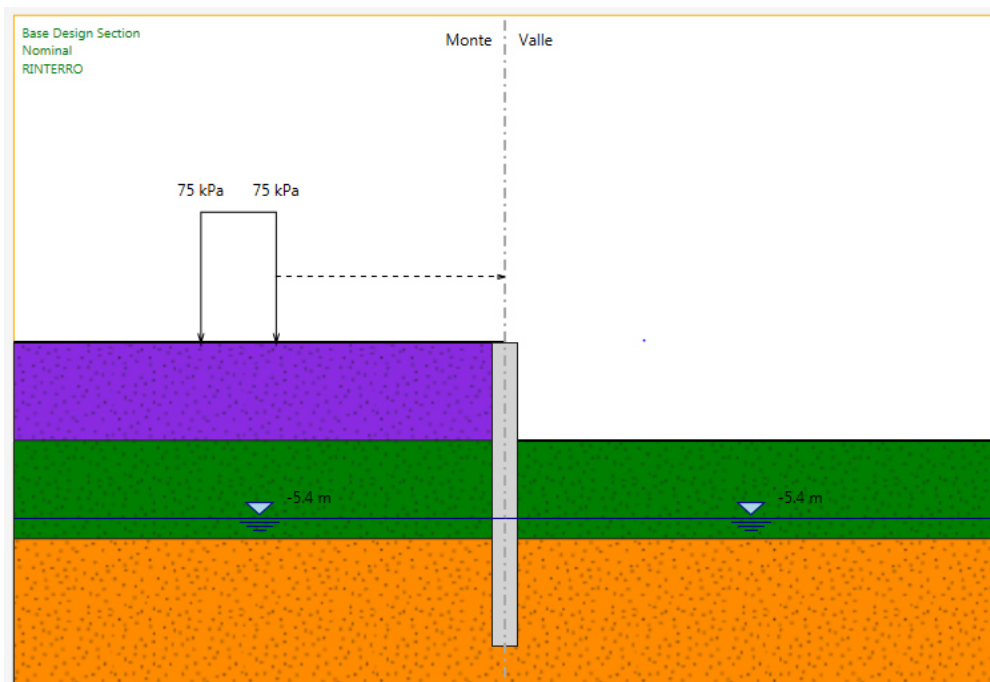 Base Design Section
Nominal
RINTERRO
Monte
Valle
75 kPa
75 kPa
-5.4 m
-5.4 m